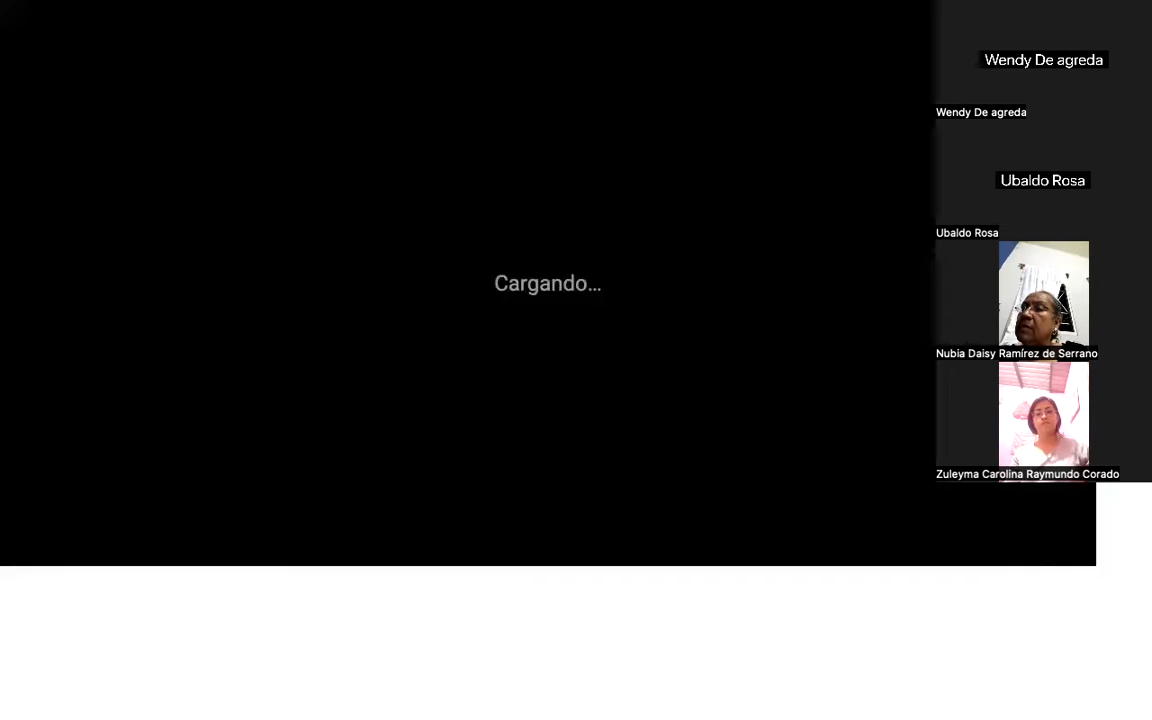 Wendy De agreda
Wendy De agreda
Ubaldo Rosa
Ubaldo Rosa
Cargando...
Nubia Daisy Ramírez de Serrano
Zuleyma Carolina Raymundo Corado